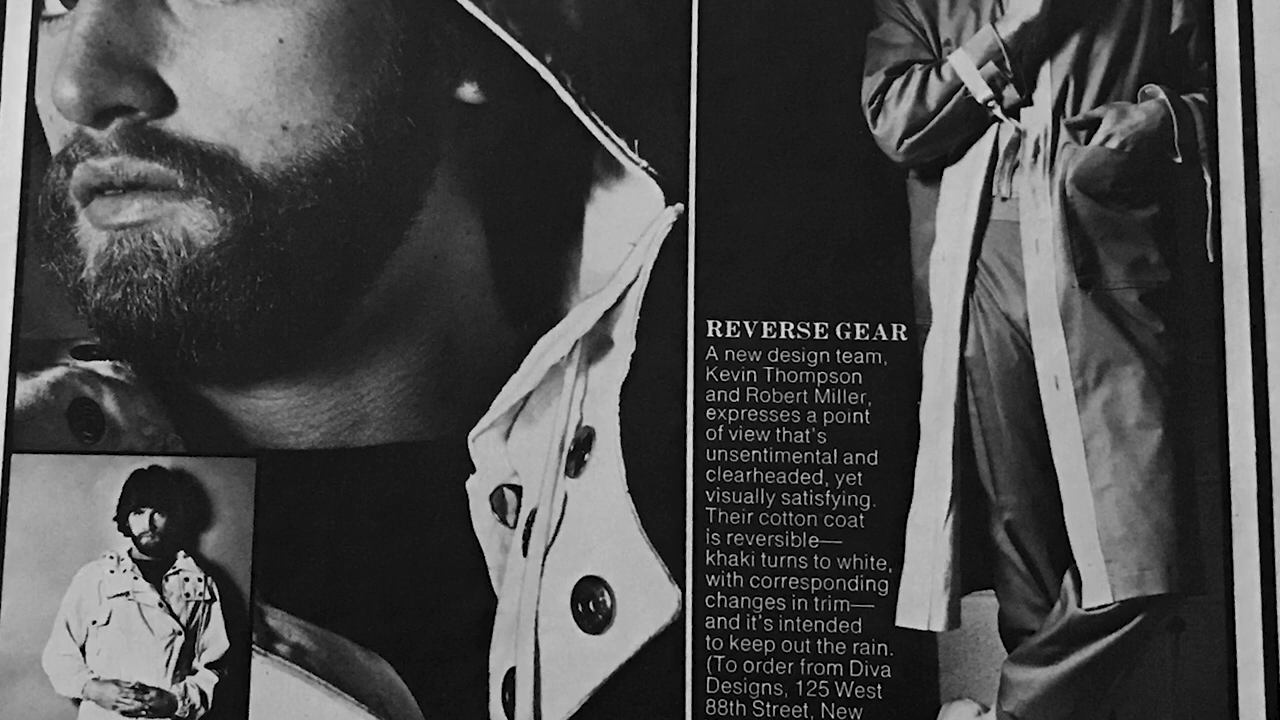 REVERSE GEAR
A new design team,
Kevin Thompson
and Robert Miller,
expresses a point
of view that's
unsentimental and
clearheaded, yet
visually satisfying.
Their cotton coat
is reversible—
khaki turns to white,
with corresponding
changes in trim—
and it's intended
to keep out the rain.
(To order from Diva
Designs, 125 West
88th Street, New